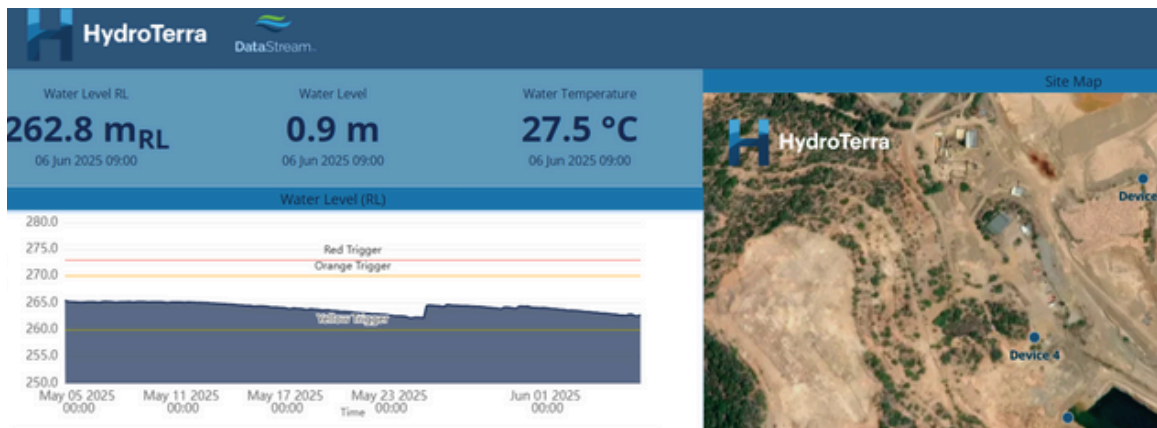 HydroTerra
DataStream
Water Level RL
262.8 mRL
06 Jun 2025 09:00
Water Level
0.9 m
06 Jun 2025 09:00
Water Temperature
27.5 °C
06 Jun 2025 09:00
Water Level (RL)
280.0
275.0
270.0
265.0
260.0
255.0
250.0
Red Trigger
Orange Trigger
Yellow Trigger
May 05 2025
00:00
May 11 2025
00:00
May 17 2025
00:00
May 23 2025
00:00
Jun 01 2025
00:00
Time
Site Map
HydroTerra
Device
Device 4